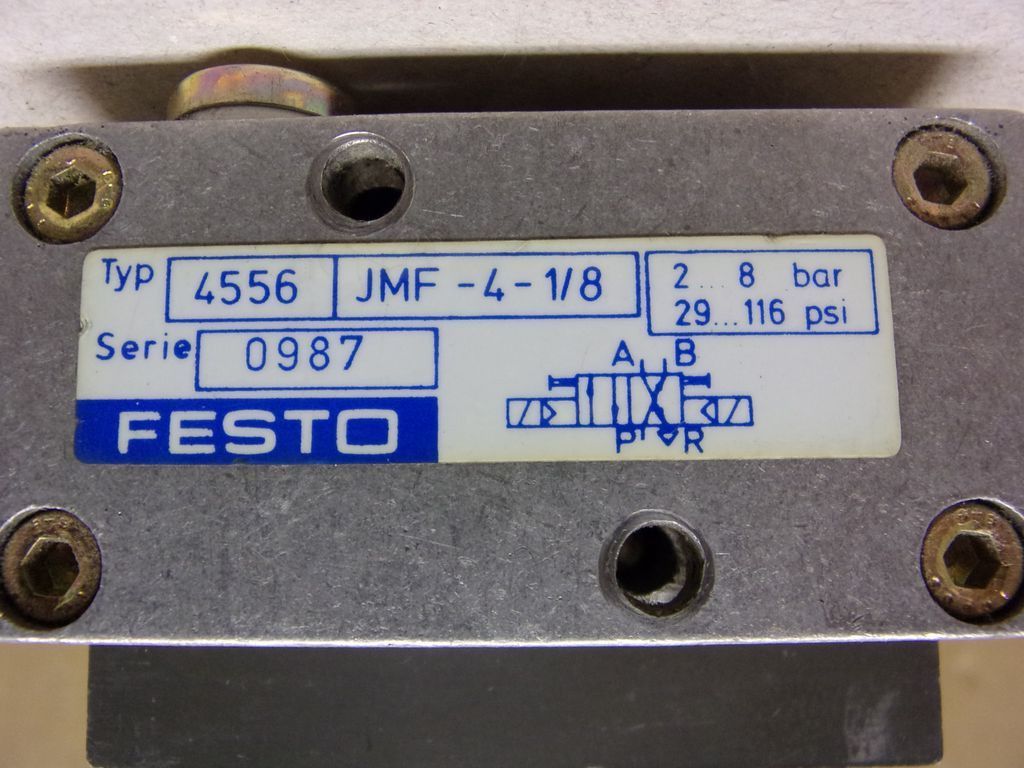 Typ 4556 JMF-4-1/8
2...8 bar
29...116 psi
Serie 0987
A B
FESTO
P R